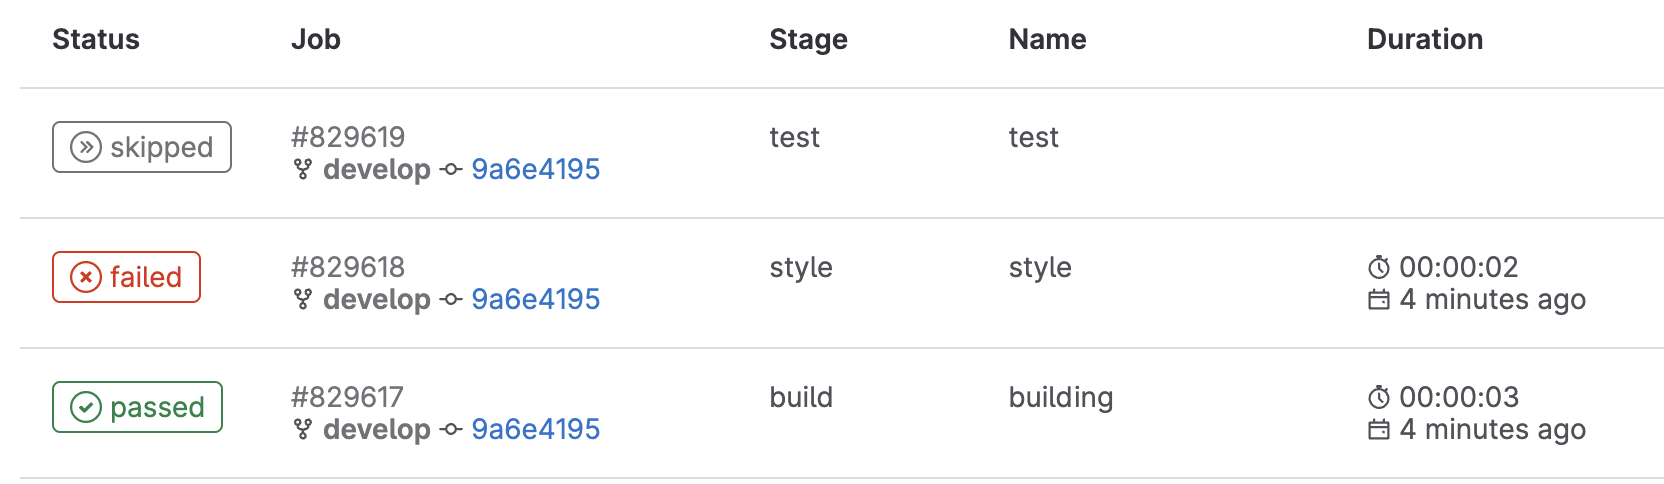 Status Job Stage Name Duration
skipped #829619 test test
develop 9a6e4195
failed #829618 style style 00:00:02
develop 9a6e4195 4 minutes ago
passed #829617 build building 00:00:03
develop 9a6e4195 4 minutes ago